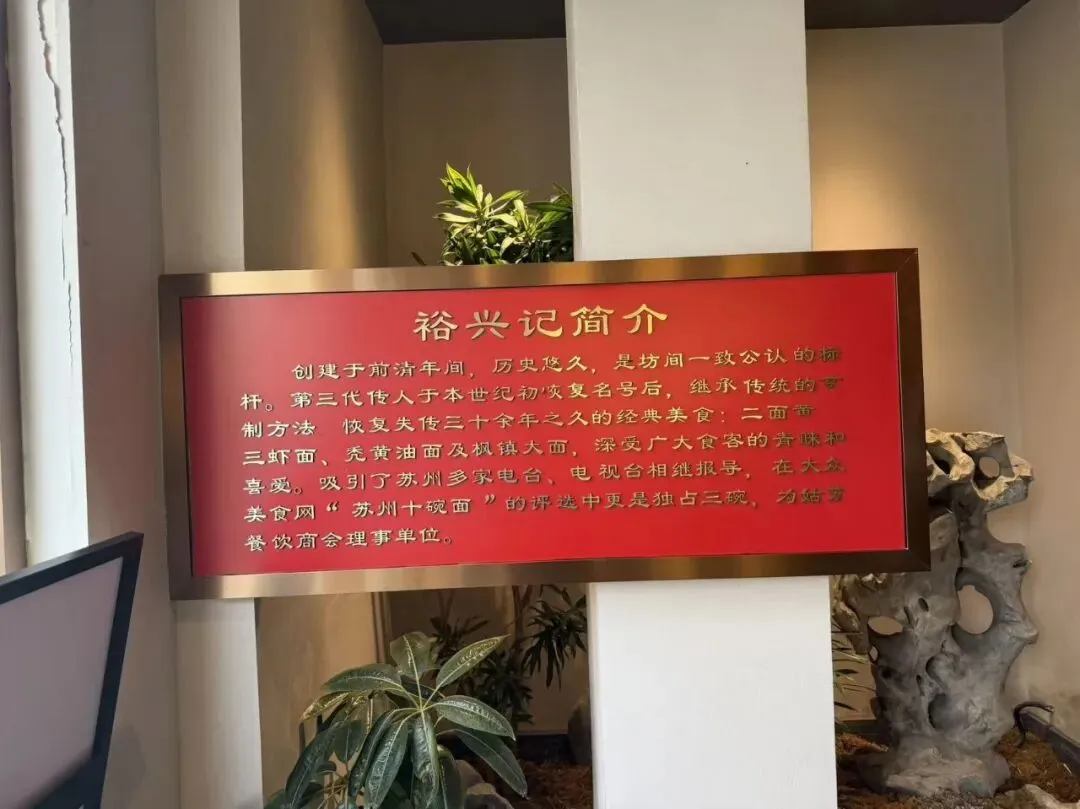 裕兴记简介
创建于前清年间，历史悠久，是坊间一致公认的标
杆。第三代传人于本世纪初恢复名号后，继承传统的烹
制方法 恢复失传三十余年之久的经典美食：二面黄
三虾面、秃黄油面及枫镇大面，深受广大食客的青睐和
喜爱。吸引了苏州多家电台、电视台相继报导，在大众
美食网“苏州十碗面”的评选中更是独占三碗，为姑苏
餐饮商会理事单位。